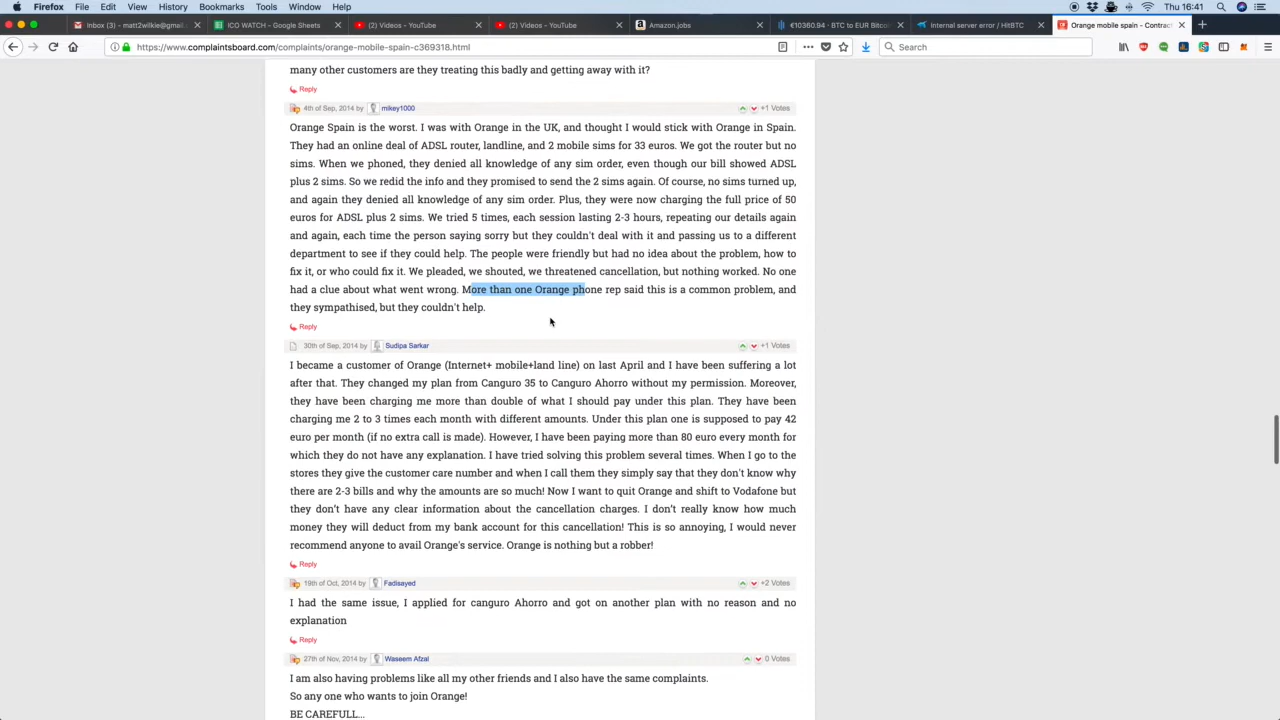 Firefox File Edit View History Bookmarks Tools Window Help
Thu 16:41
Inbox (3) - matt2wilkie@gmail
ICO WATCH - Google Sheets
(2) Videos - YouTube
(2) Videos - YouTube
Amazon.jobs
€10360.94 - BTC to EUR Bitcoi
Internal server error / HitBTC
Orange mobile spain - Contrac
https://www.complaintsboard.com/complaints/orange-mobile-spain-c369318.html
Search
many other customers are they treating this badly and getting away with it?
Reply
4th of Sep, 2014 by mikey1000 +1 Votes
Orange Spain is the worst. I was with Orange in the UK, and thought I would stick with Orange in Spain.
They had an online deal of ADSL router, landline, and 2 mobile sims for 33 euros. We got the router but no
sims. When we phoned, they denied all knowledge of any sim order, even though our bill showed ADSL
plus 2 sims. So we redid the info and they promised to send the 2 sims again. Of course, no sims turned up,
and again they denied all knowledge of any sim order. Plus, they were now charging the full price of 50
euros for ADSL plus 2 sims. We tried 5 times, each session lasting 2-3 hours, repeating our details again
and again, each time the person saying sorry but they couldn't deal with it and passing us to a different
department to see if they could help. The people were friendly but had no idea about the problem, how to
fix it, or who could fix it. We pleaded, we shouted, we threatened cancellation, but nothing worked. No one
had a clue about what went wrong. More than one Orange phone rep said this is a common problem, and
they sympathised, but they couldn't help.
Reply
30th of Sep, 2014 by Sudipa Sarkar +1 Votes
I became a customer of Orange (Internet+ mobile+land line) on last April and I have been suffering a lot
after that. They changed my plan from Canguro 35 to Canguro Ahorro without my permission. Moreover,
they have been charging me more than double of what I should pay under this plan. They have been
charging me 2 to 3 times each month with different amounts. Under this plan one is supposed to pay 42
euro per month (if no extra call is made). However, I have been paying more than 80 euro every month for
which they do not have any explanation. I have tried solving this problem several times. When I go to the
stores they give the customer care number and when I call them they simply say that they don't know why
there are 2-3 bills and why the amounts are so much! Now I want to quit Orange and shift to Vodafone but
they don't have any clear information about the cancellation charges. I don't really know how much
money they will deduct from my bank account for this cancellation! This is so annoying, I would never
recommend anyone to avail Orange's service. Orange is nothing but a robber!
Reply
19th of Oct, 2014 by Fadisayed +2 Votes
I had the same issue, I applied for canguro Ahorro and got on another plan with no reason and no
explanation
Reply
27th of Nov, 2014 by Waseem Afzal 0 Votes
I am also having problems like all my other friends and I also have the same complaints.
So any one who wants to join Orange!
BE CAREFULL...